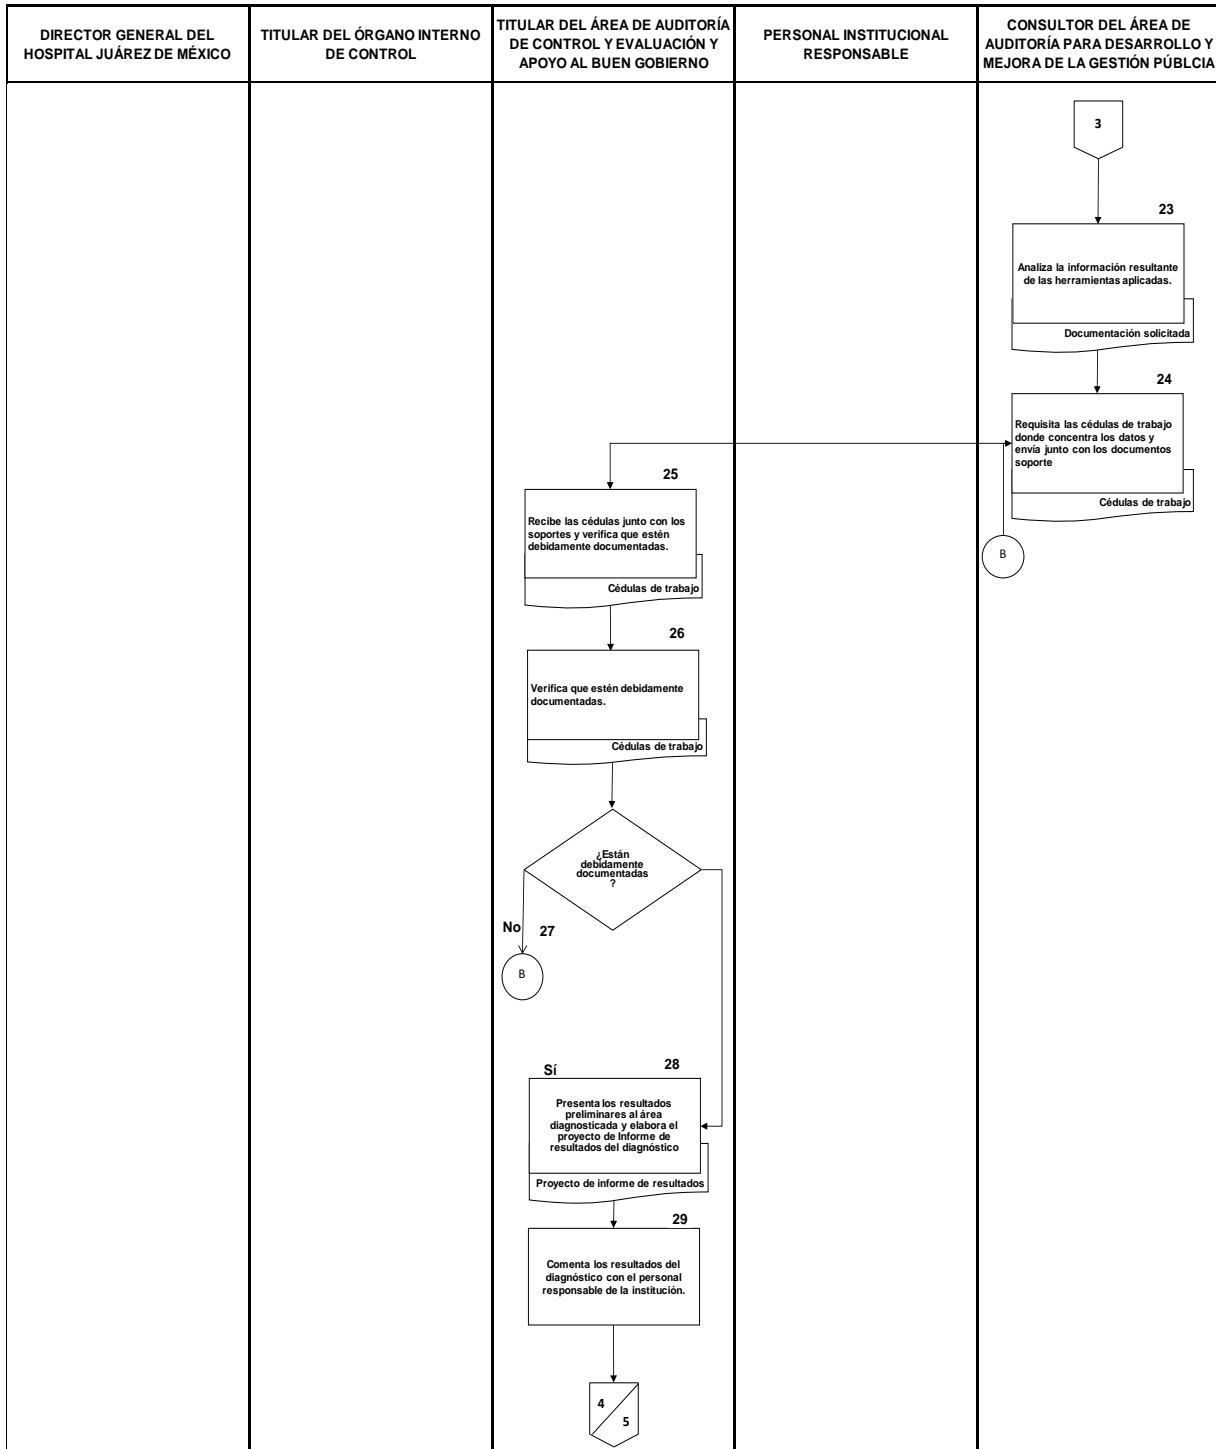 DIRECTOR GENERAL DEL
HOSPITAL JUÁREZ DE MÉXICO
TITULAR DEL ÓRGANO INTERNO
DE CONTROL
TITULAR DEL ÁREA DE AUDITORÍA
DE CONTROL Y EVALUACIÓN Y
APOYO AL BUEN GOBIERNO
PERSONAL INSTITUCIONAL
RESPONSABLE
CONSULTOR DEL ÁREA DE
AUDITORÍA PARA DESARROLLO Y
MEJORA DE LA GESTIÓN PÚBLCIA
3
23
Analiza la información resultante
de las herramientas aplicadas.
Documentación solicitada
24
Requisita las cédulas de trabajo
donde concentra los datos y
envía junto con los documentos
soporte
Cédulas de trabajo
B
25
Recibe las cédulas junto con los
soportes y verifica que estén
debidamente documentadas.
Cédulas de trabajo
26
Verifica que estén debidamente
documentadas.
Cédulas de trabajo
¿Están
debidamente
documentadas
?
No
27
B
Sí
28
Presenta los resultados
preliminares al área
diagnosticada y elabora el
proyecto de Informe de
resultados del diagnóstico
Proyecto de informe de resultados
29
Comenta los resultados del
diagnóstico con el personal
responsable de la institución.
4
5